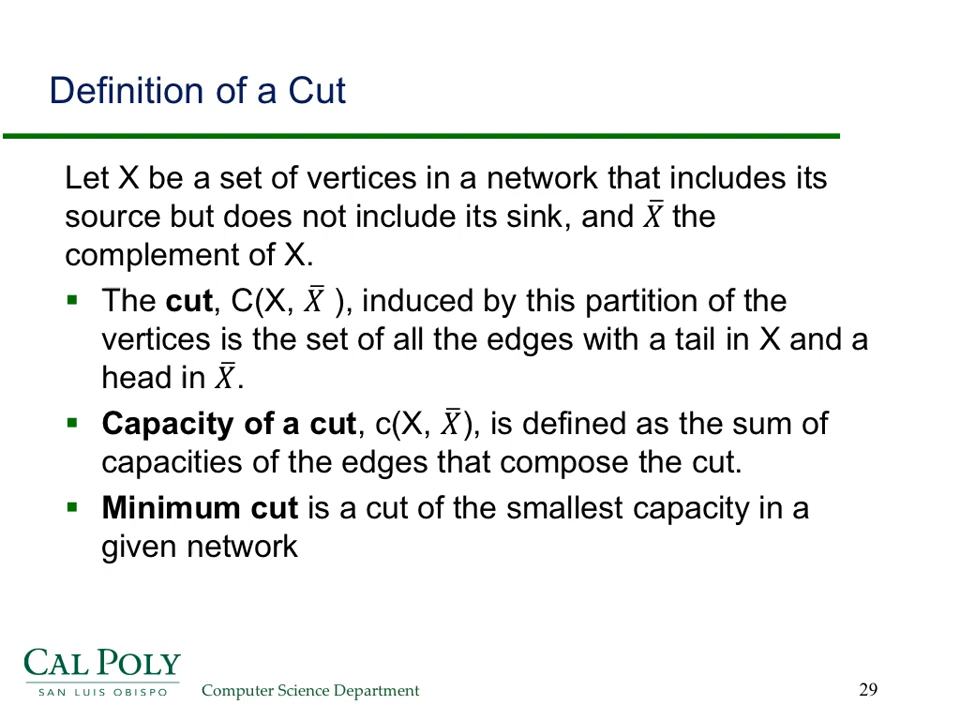 Definition of a Cut
Let X be a set of vertices in a network that includes its
source but does not include its sink, and X̅ the
complement of X.
▪ The cut, C(X, X̅ ), induced by this partition of the
vertices is the set of all the edges with a tail in X and a
head in X̅.
▪ Capacity of a cut, c(X, X̅), is defined as the sum of
capacities of the edges that compose the cut.
▪ Minimum cut is a cut of the smallest capacity in a
given network
CAL POLY
SAN LUIS OBISPO
Computer Science Department
29